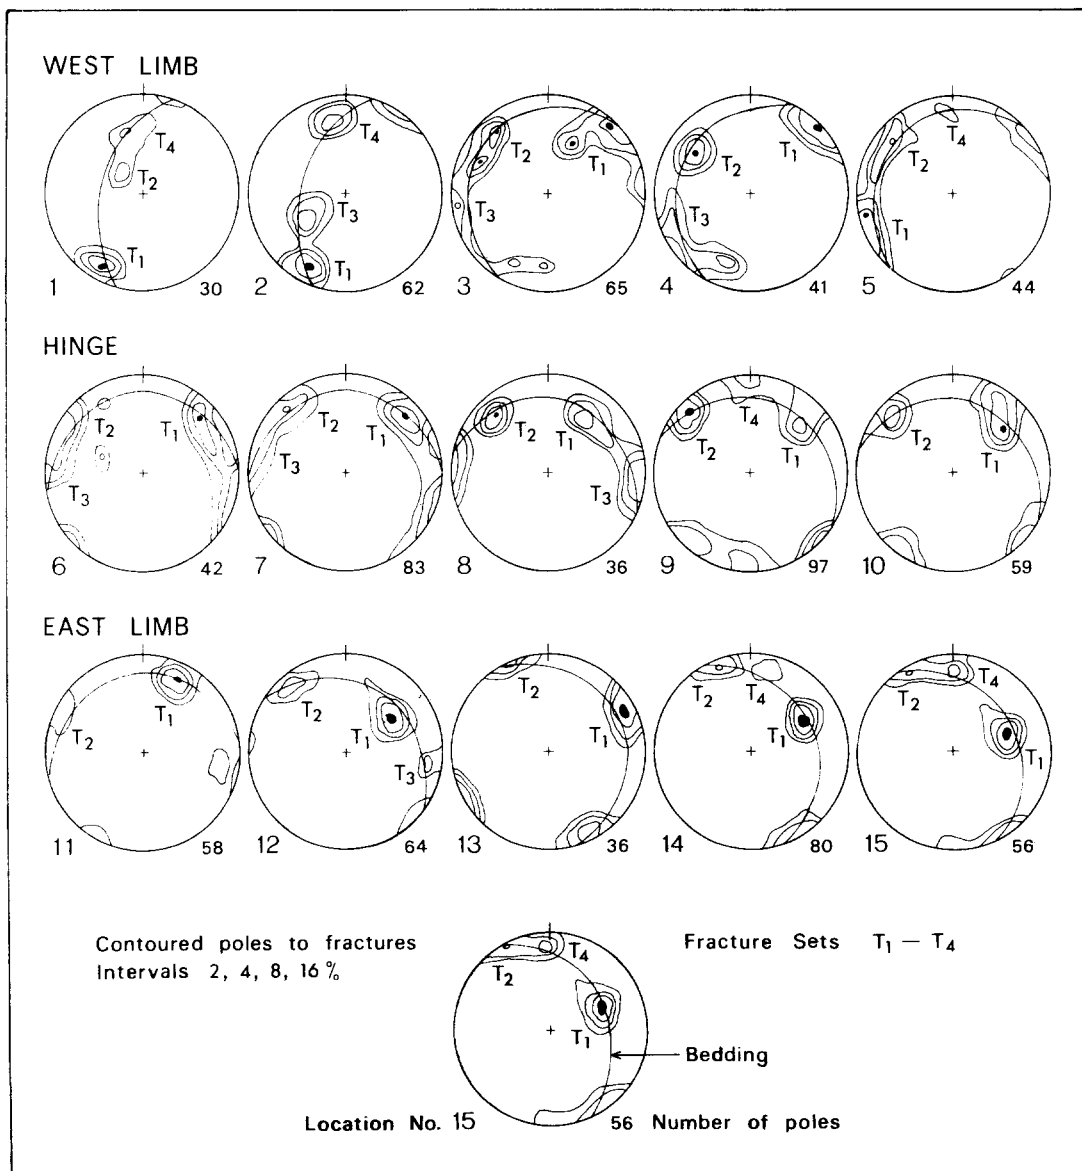 WEST LIMB
T4 T2 T1 1 30
T4 T3 T1 2 62
T2 T1 T3 3 65
T1 T2 T3 4 41
T4 T2 T1 5 44
HINGE
T2 T1 T3 6 42
T1 T2 T3 7 83
T2 T1 T3 8 36
T4 T2 T1 9 97
T2 T1 10 59
EAST LIMB
T1 T2 11 58
T2 T1 T3 12 64
T2 T1 13 36
T2 T4 T1 14 80
T4 T2 T1 15 56
Contoured poles to fractures
Intervals 2, 4, 8, 16 %
Fracture Sets T1 — T4
T4 T2 T1
Bedding
Location No. 15 56 Number of poles